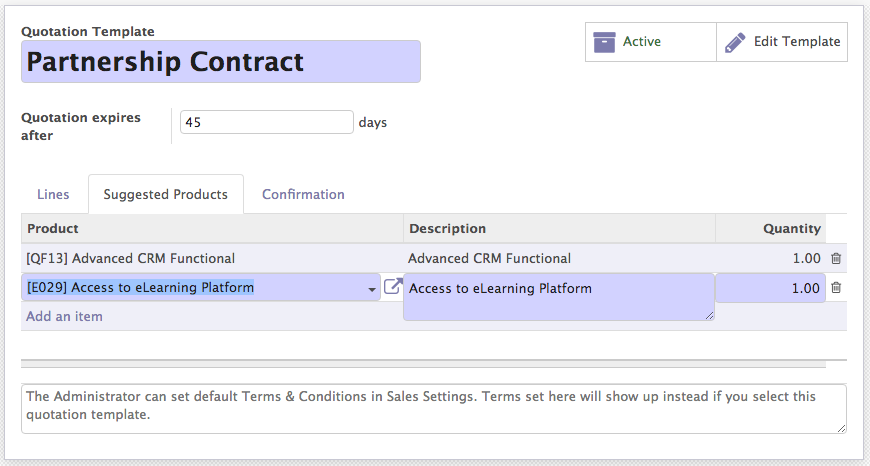 Quotation Template
Partnership Contract
Active
Edit Template
Quotation expires
after
45 days
Lines Suggested Products Confirmation
Product Description Quantity
[QF13] Advanced CRM Functional Advanced CRM Functional 1.00
[E029] Access to eLearning Platform Access to eLearning Platform 1.00
Add an item
The Administrator can set default Terms & Conditions in Sales Settings. Terms set here will show up instead if you select this
quotation template.